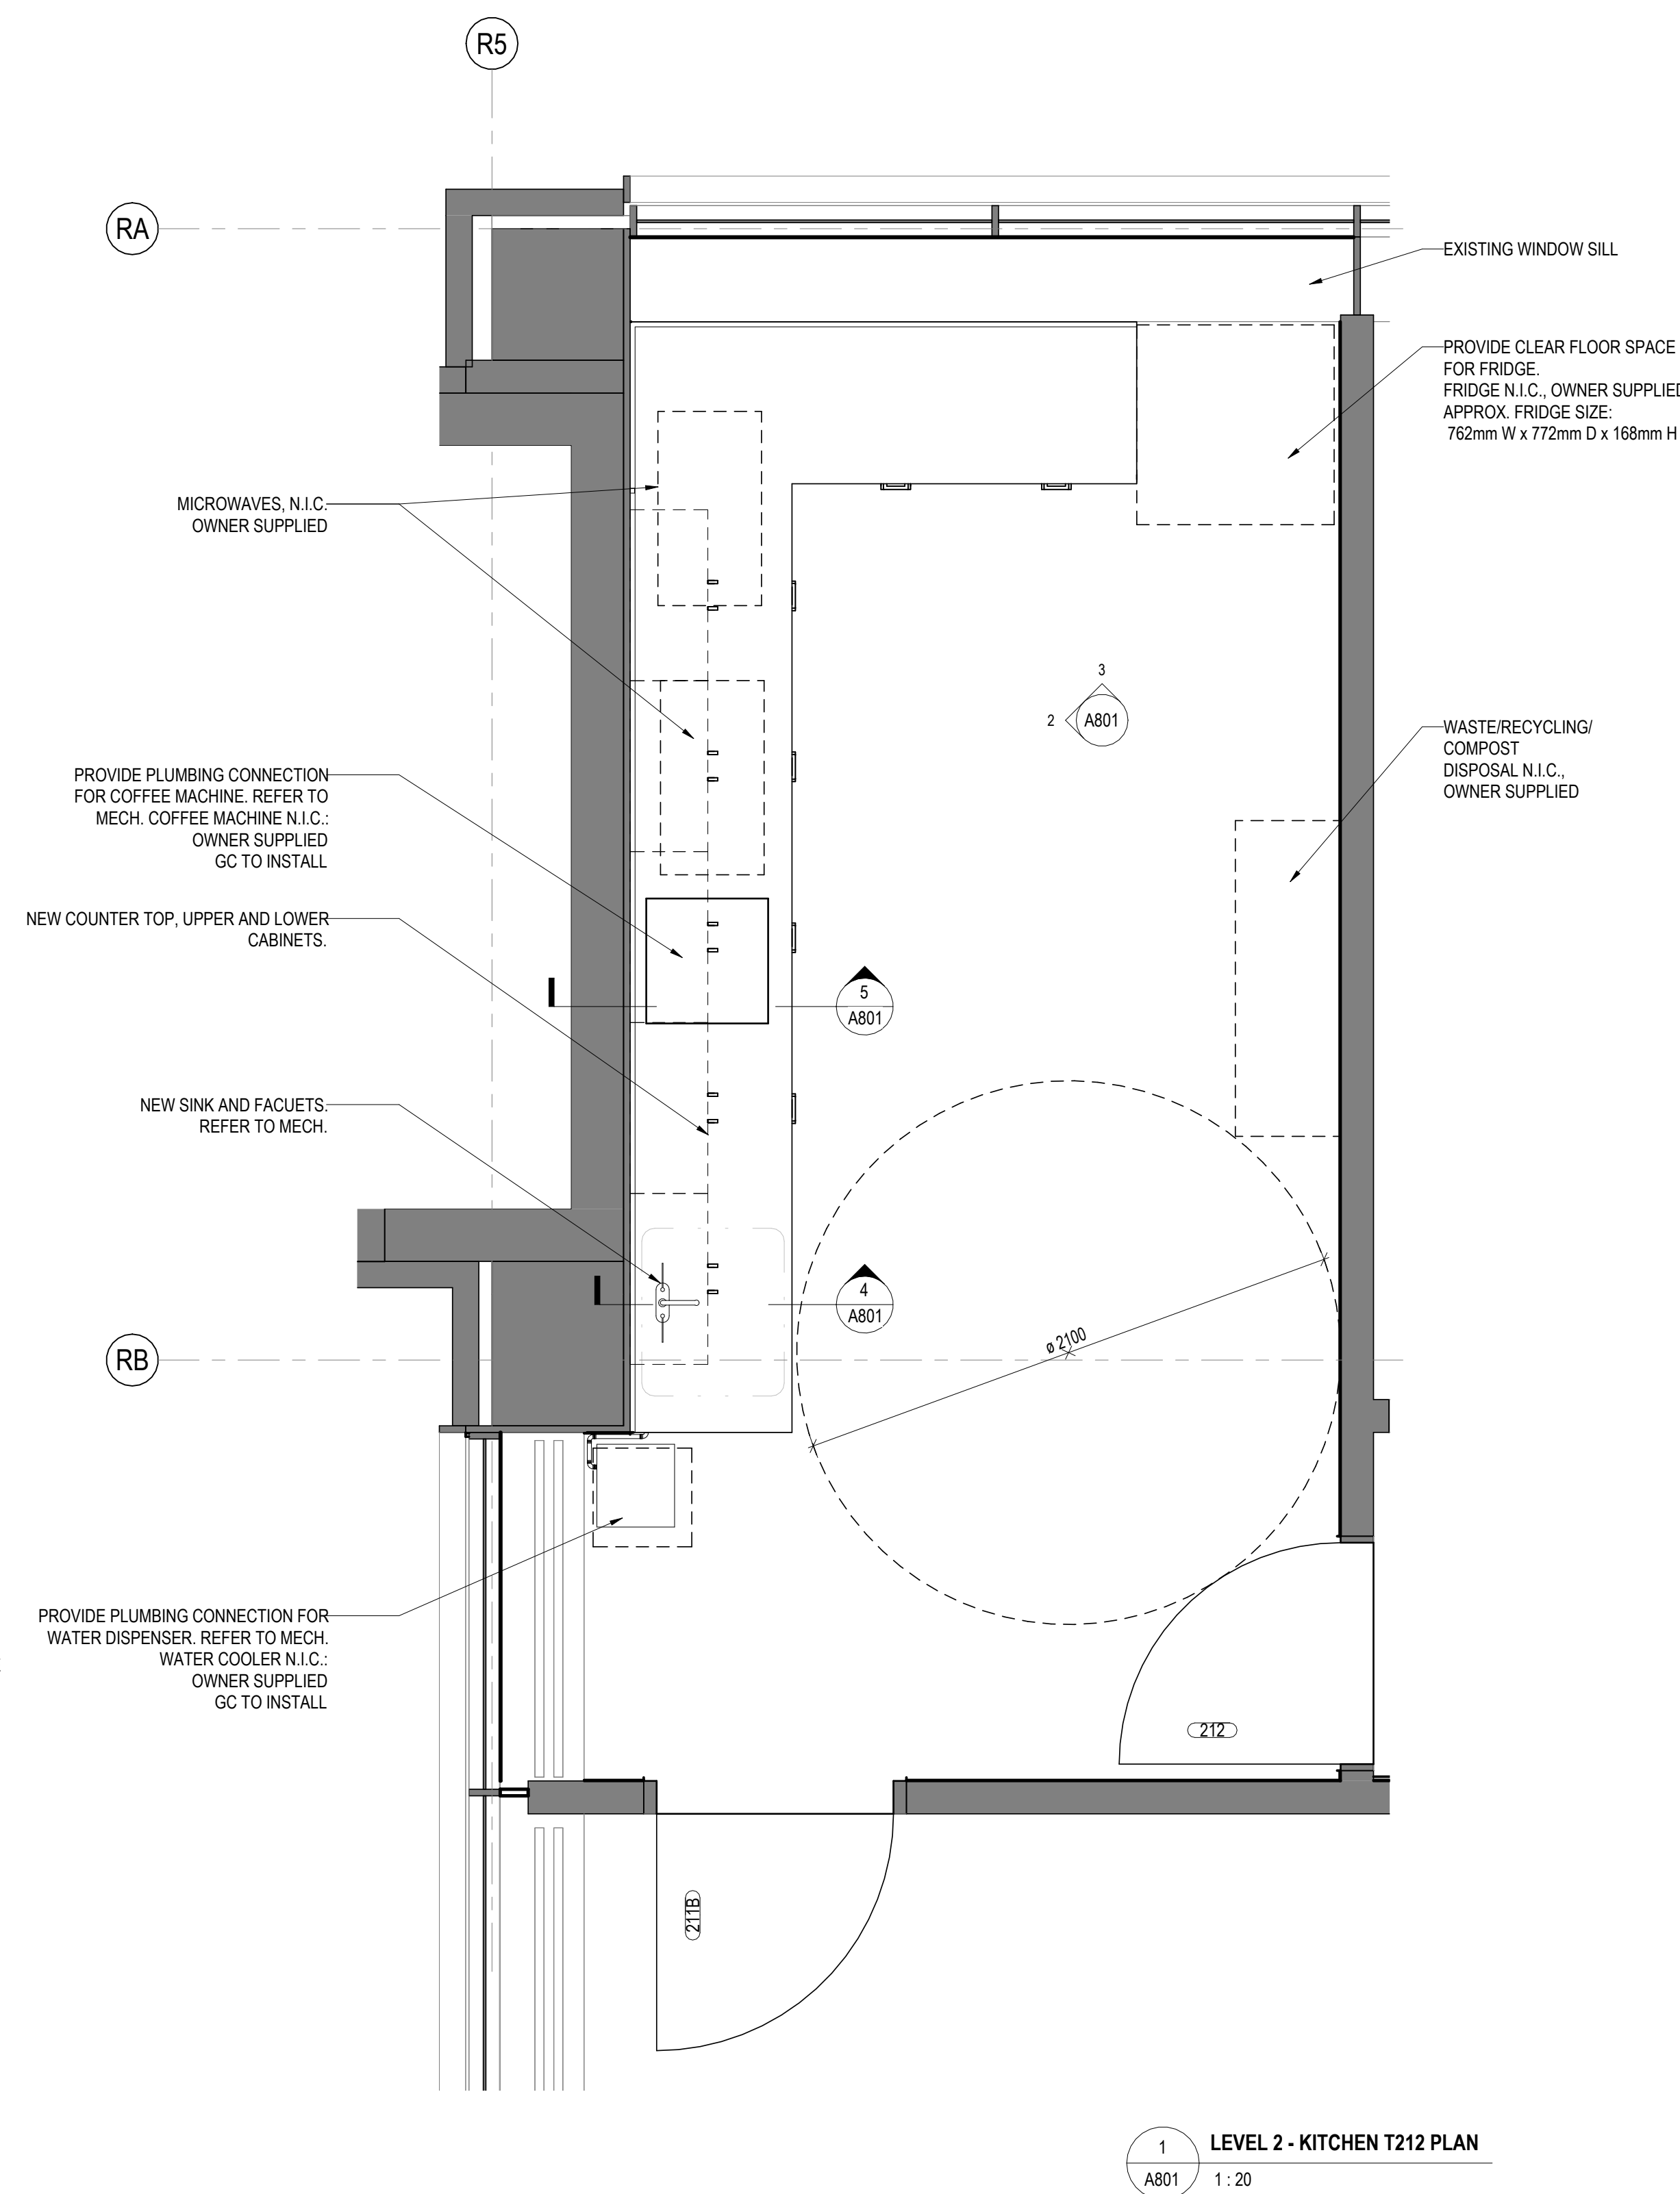 R5
RA
EXISTING WINDOW SILL
PROVIDE CLEAR FLOOR SPACE
FOR FRIDGE.
FRIDGE N.I.C., OWNER SUPPLIED
APPROX. FRIDGE SIZE:
762mm W x 772mm D x 168mm H
MICROWAVES, N.I.C.
OWNER SUPPLIED
3
2
A801
WASTE/RECYCLING/
COMPOST
DISPOSAL N.I.C.,
OWNER SUPPLIED
PROVIDE PLUMBING CONNECTION
FOR COFFEE MACHINE. REFER TO
MECH. COFFEE MACHINE N.I.C.:
OWNER SUPPLIED
GC TO INSTALL
NEW COUNTER TOP, UPPER AND LOWER
CABINETS.
5
A801
NEW SINK AND FACUETS.
REFER TO MECH.
4
A801
RB
ø 2100
PROVIDE PLUMBING CONNECTION FOR
WATER DISPENSER. REFER TO MECH.
WATER COOLER N.I.C.:
OWNER SUPPLIED
GC TO INSTALL
212
211B
1
A801
LEVEL 2 - KITCHEN T212 PLAN
1 : 20